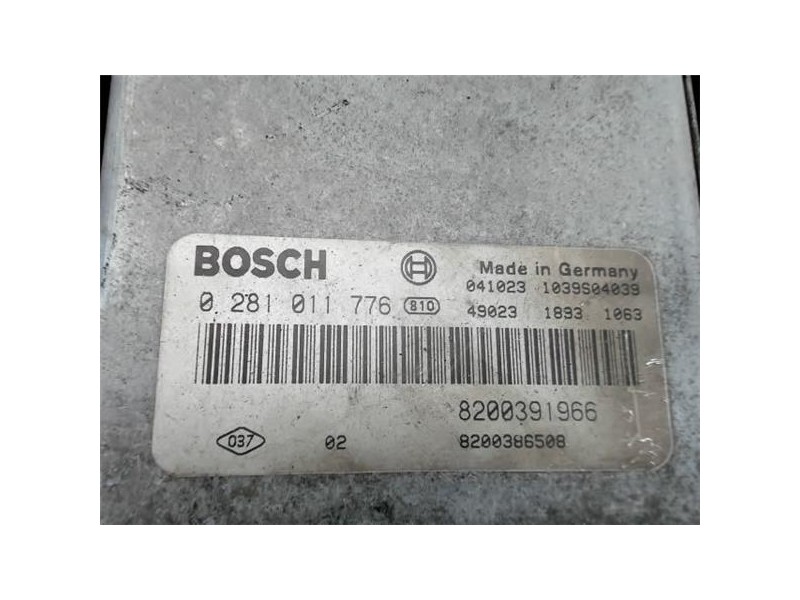 BOSCH
Made in Germany
041023 1039S04039
0 281 011 776 810
49023 1893 1063
8200391966
037 02 8200386508